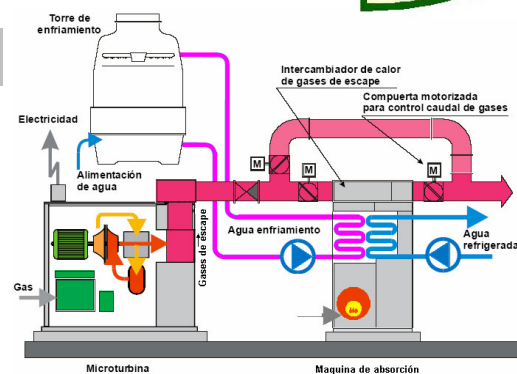 Torre de
enfriamiento
Intercambiador de calor
de gases de escape
Compuerta motorizada
para control caudal de gases
Electricidad
M
M
M
Alimentación
de agua
Agua enfriamiento
Agua
refrigerada
Gases de escape
Gas
Microturbina
Maquina de absorción